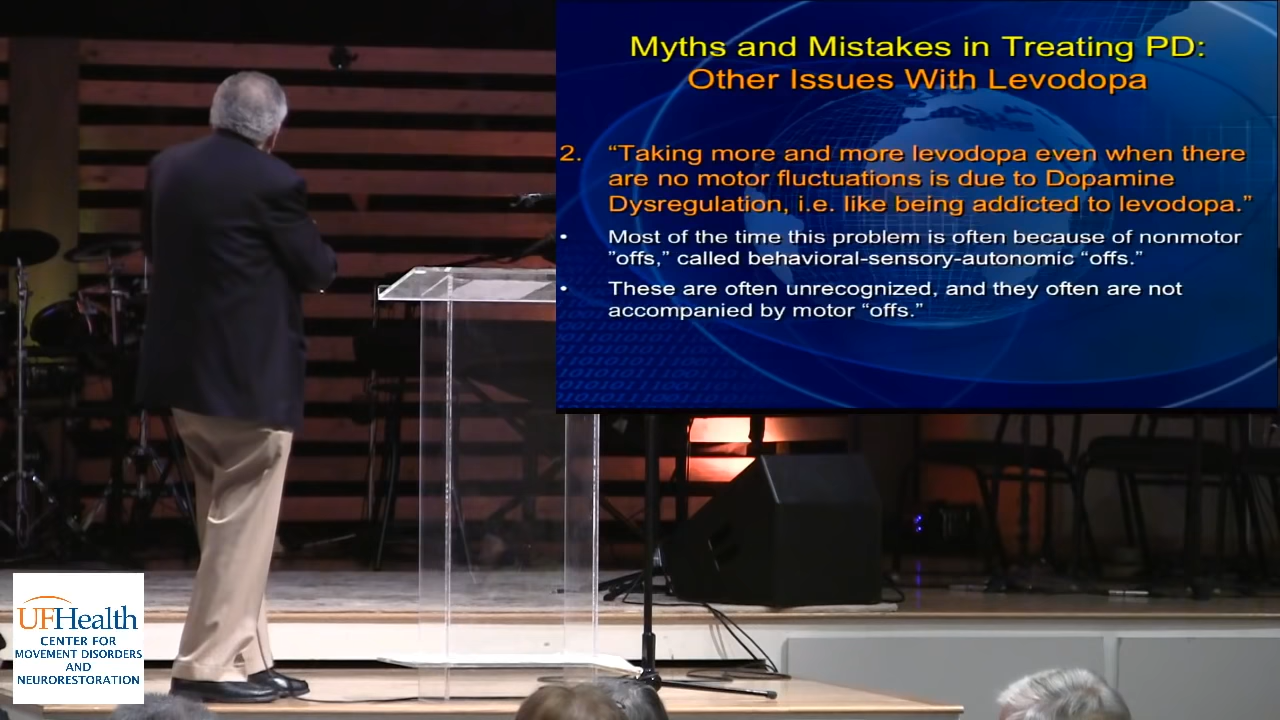 Myths and Mistakes in Treating PD:
Other Issues With Levodopa
2. “Taking more and more levodopa even when there
are no motor fluctuations is due to Dopamine
Dysregulation, i.e. like being addicted to levodopa.”
• Most of the time this problem is often because of nonmotor
”offs,” called behavioral-sensory-autonomic “offs.”
• These are often unrecognized, and they often are not
accompanied by motor “offs.”
UFHealth
CENTER FOR
MOVEMENT DISORDERS
AND
NEURORESTORATION